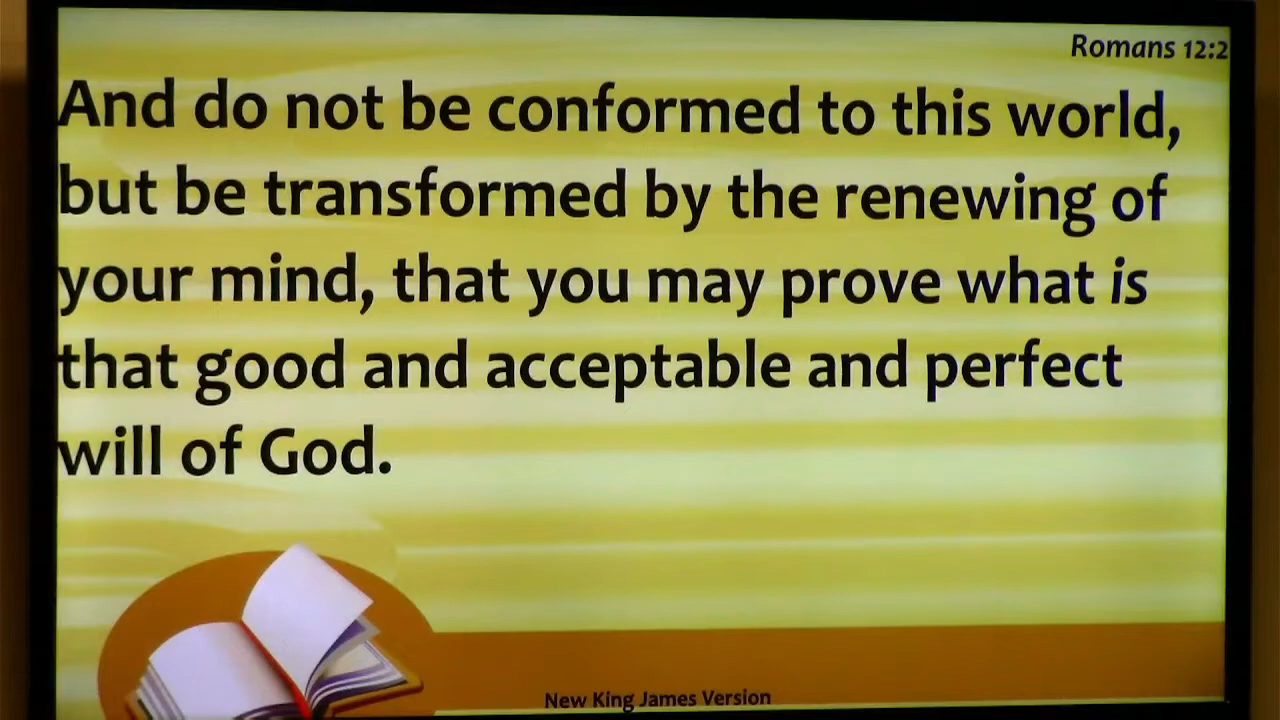 Romans 12:2
And do not be conformed to this world,
but be transformed by the renewing of
your mind, that you may prove what is
that good and acceptable and perfect
will of God.
New King James Version